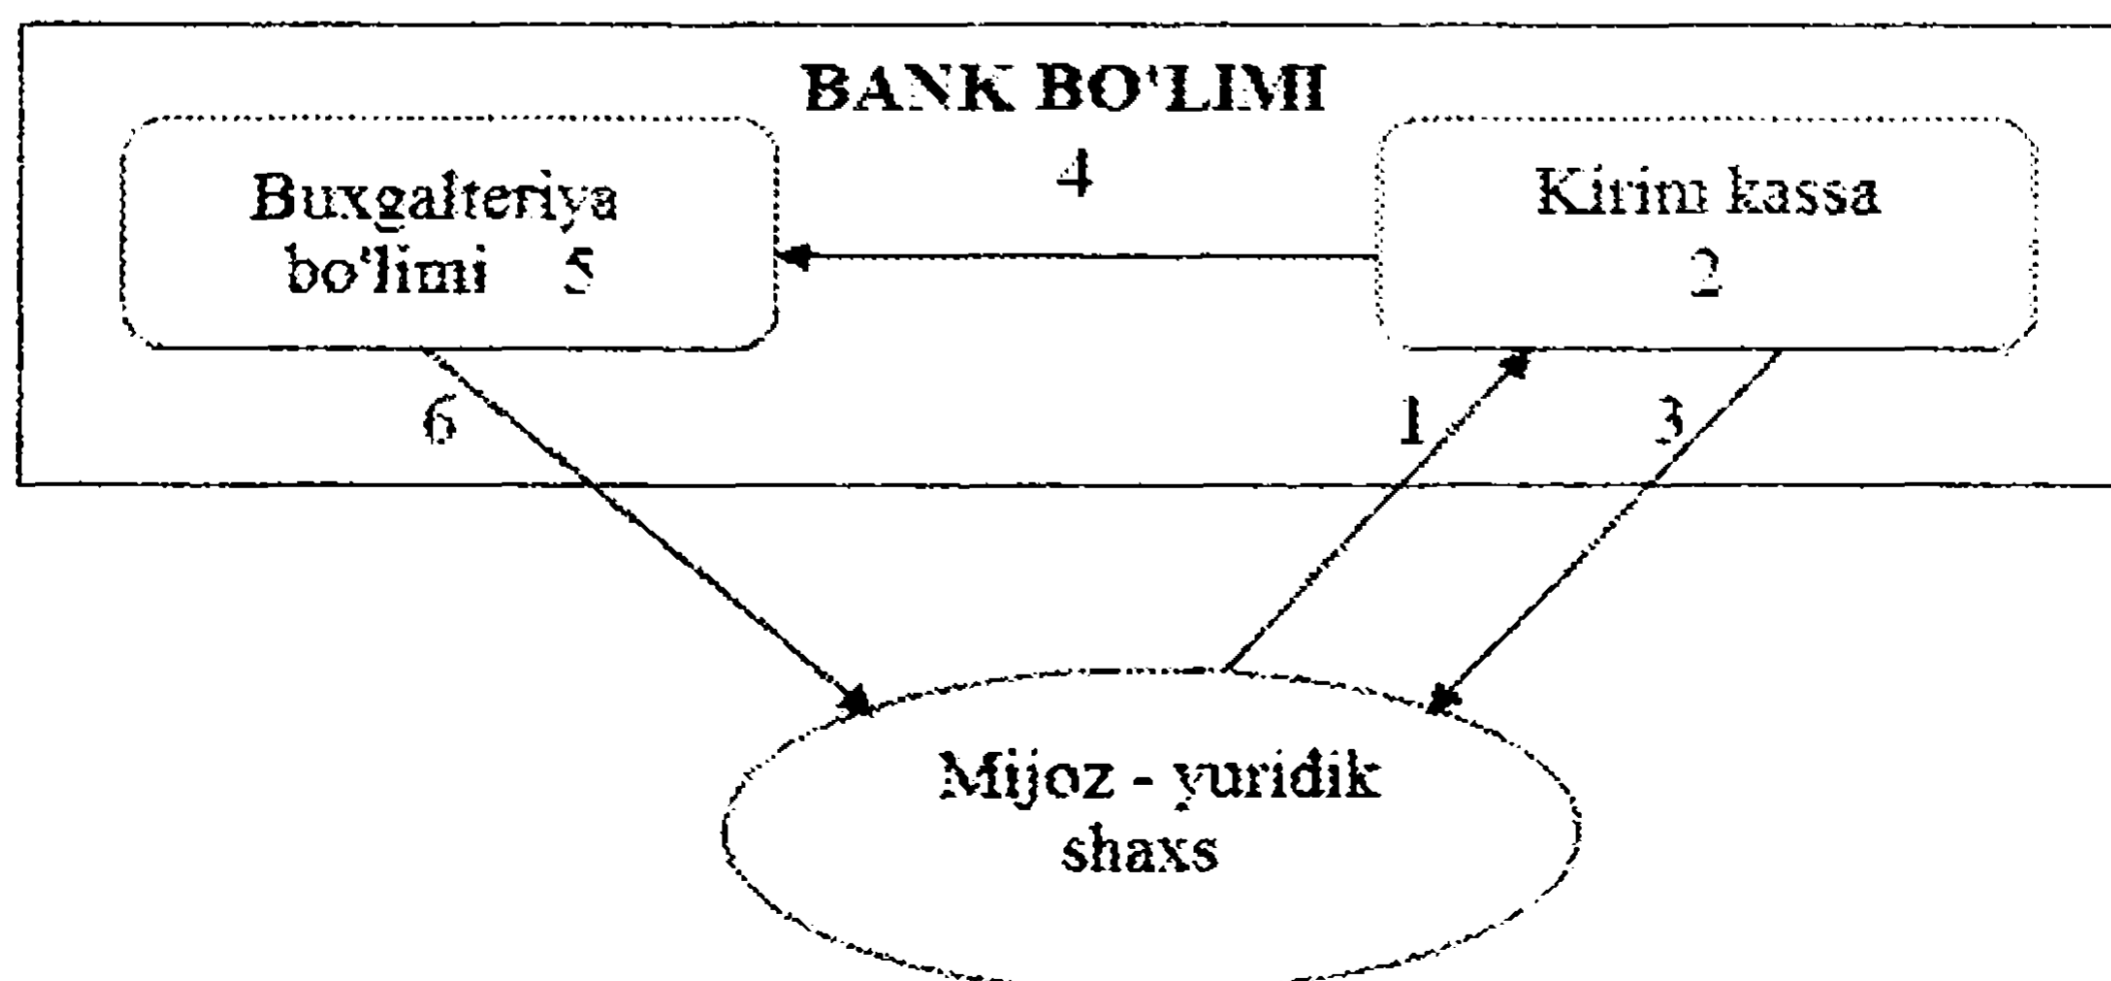 BANK BO'LIMI
4
Buxgalteriya
bo'limi 5
Kirim kassa
2
6
1
3
Mijoz - yuridik
shaxs